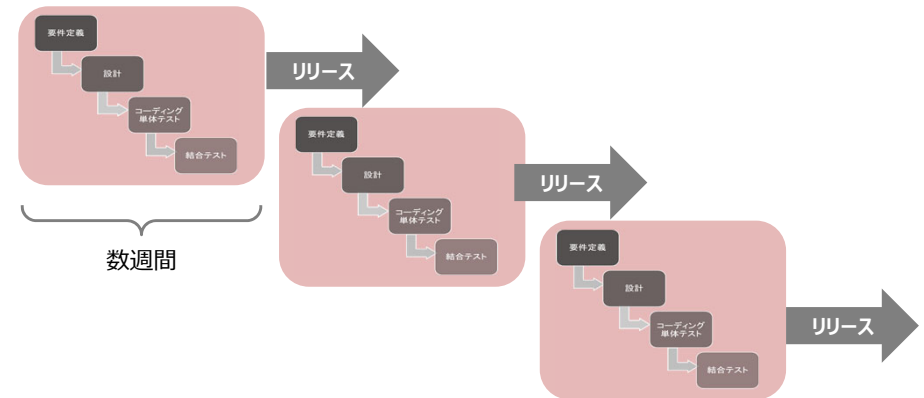 要件定義
設計
コーディング
単体テスト
結合テスト
リリース
数週間
要件定義
設計
コーディング
単体テスト
結合テスト
リリース
要件定義
設計
コーディング
単体テスト
結合テスト
リリース